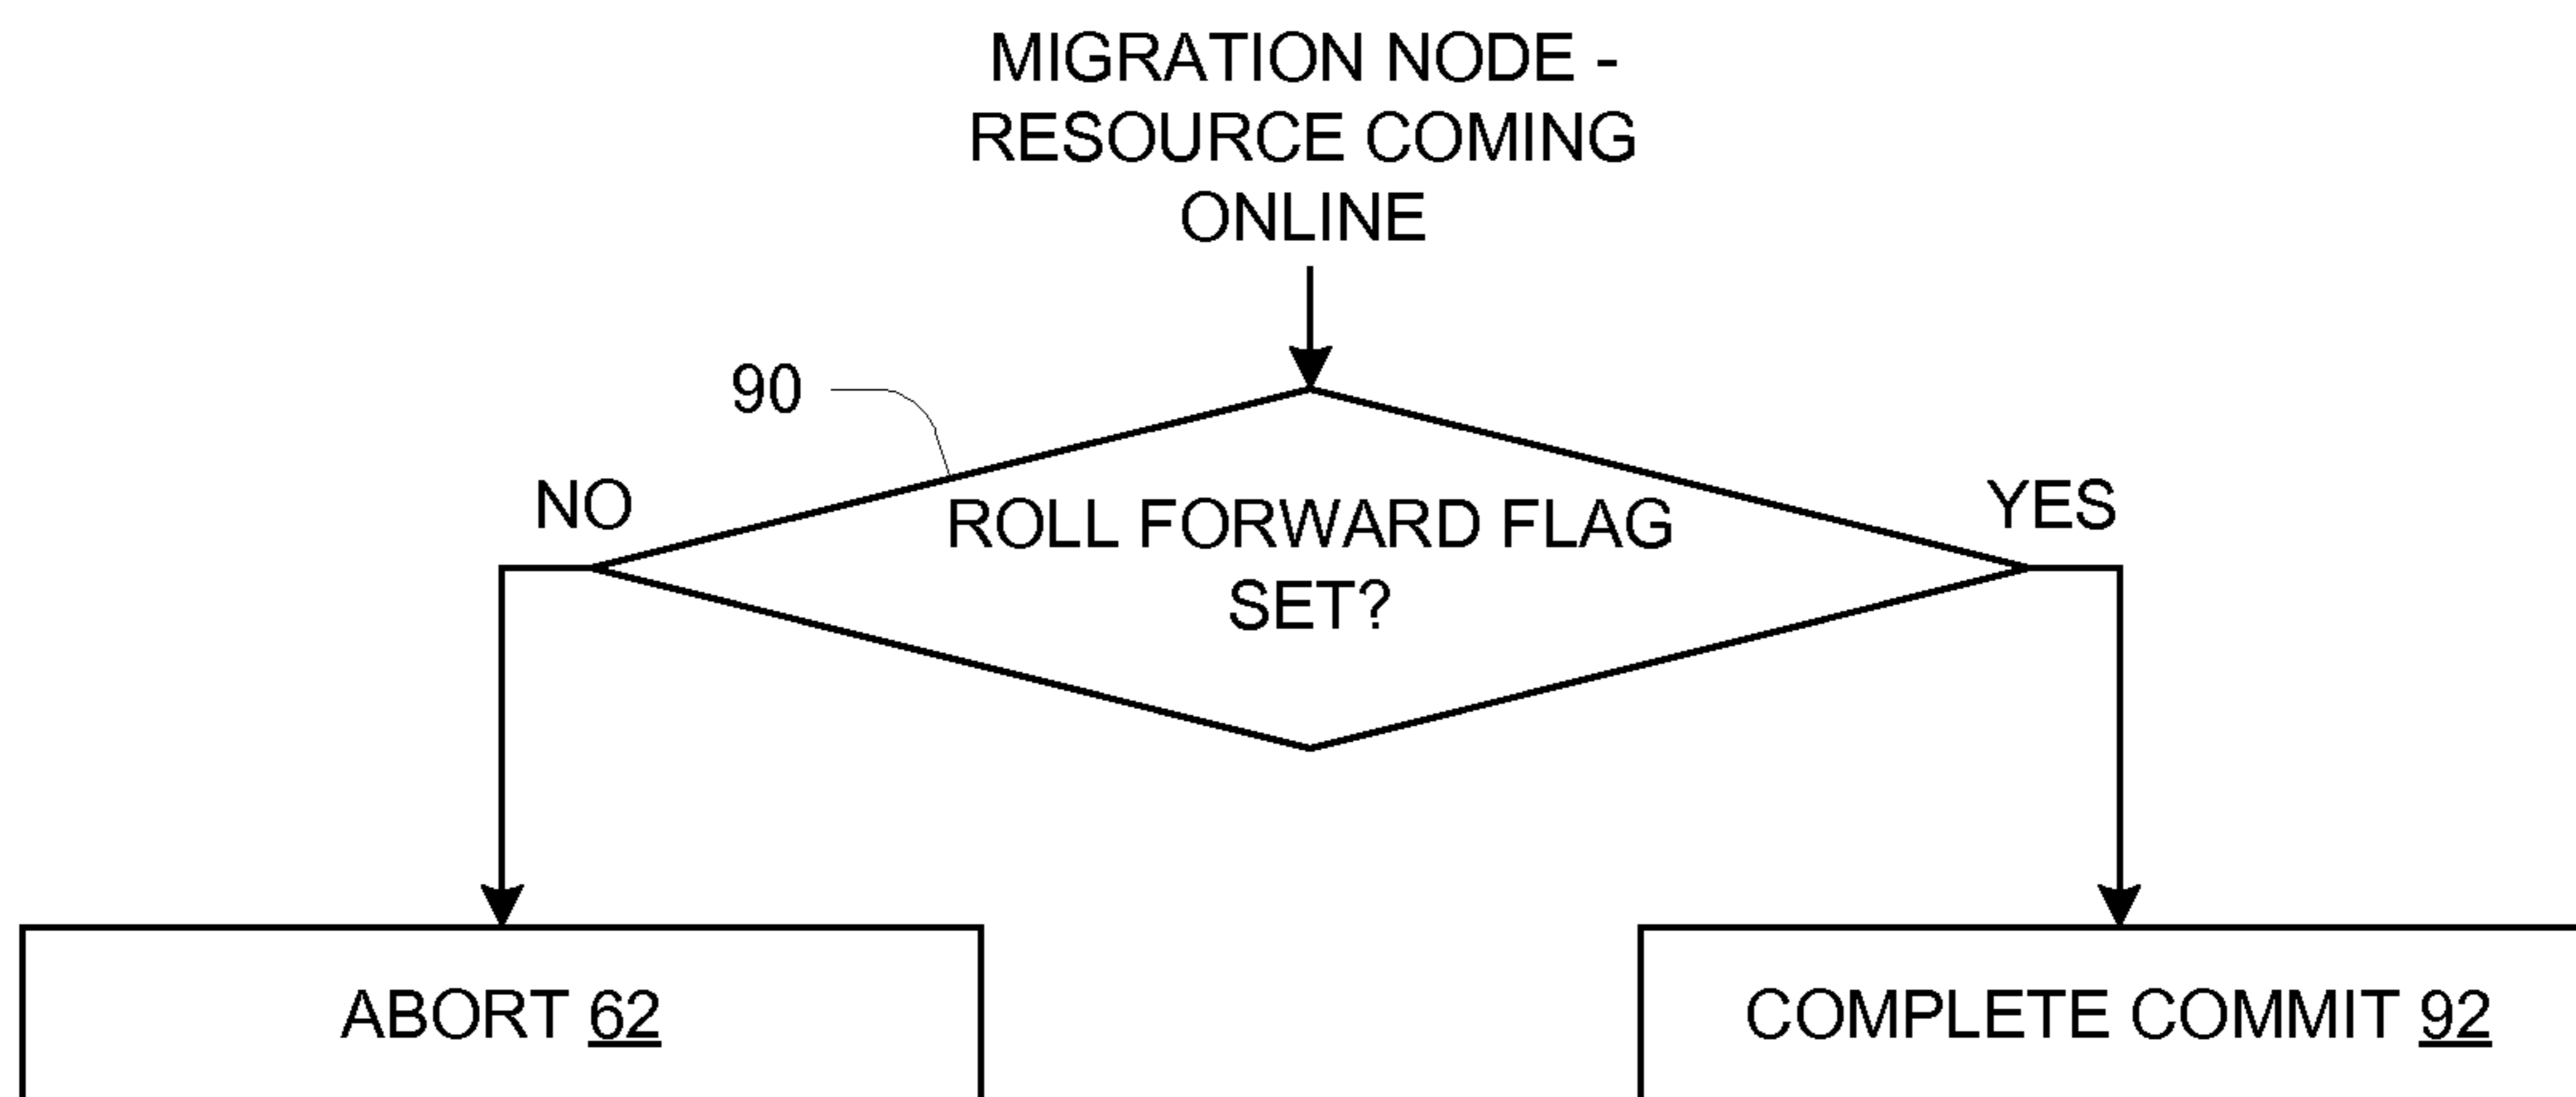 MIGRATION NODE -
RESOURCE COMING
ONLINE
90
NO
YES
ROLL FORWARD FLAG
SET?
ABORT 62
COMPLETE COMMIT 92